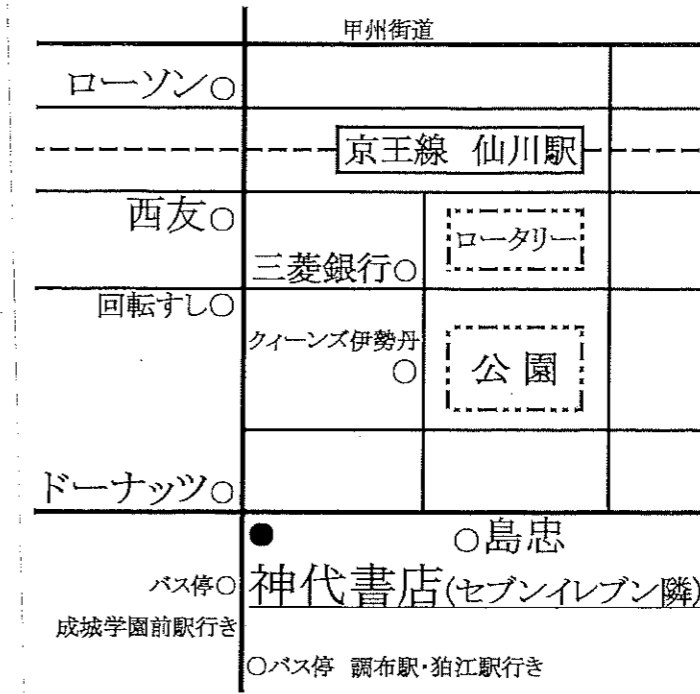 甲州街道
ローソン○
京王線 仙川駅
西友○
ロータリー
三菱銀行○
回転すし○
クィーンズ伊勢丹
○
公園
ドーナッツ○
●
○島忠
バス停○
神代書店(セブンイレブン隣)
成城学園前駅行き
○バス停 調布駅・狛江駅行き